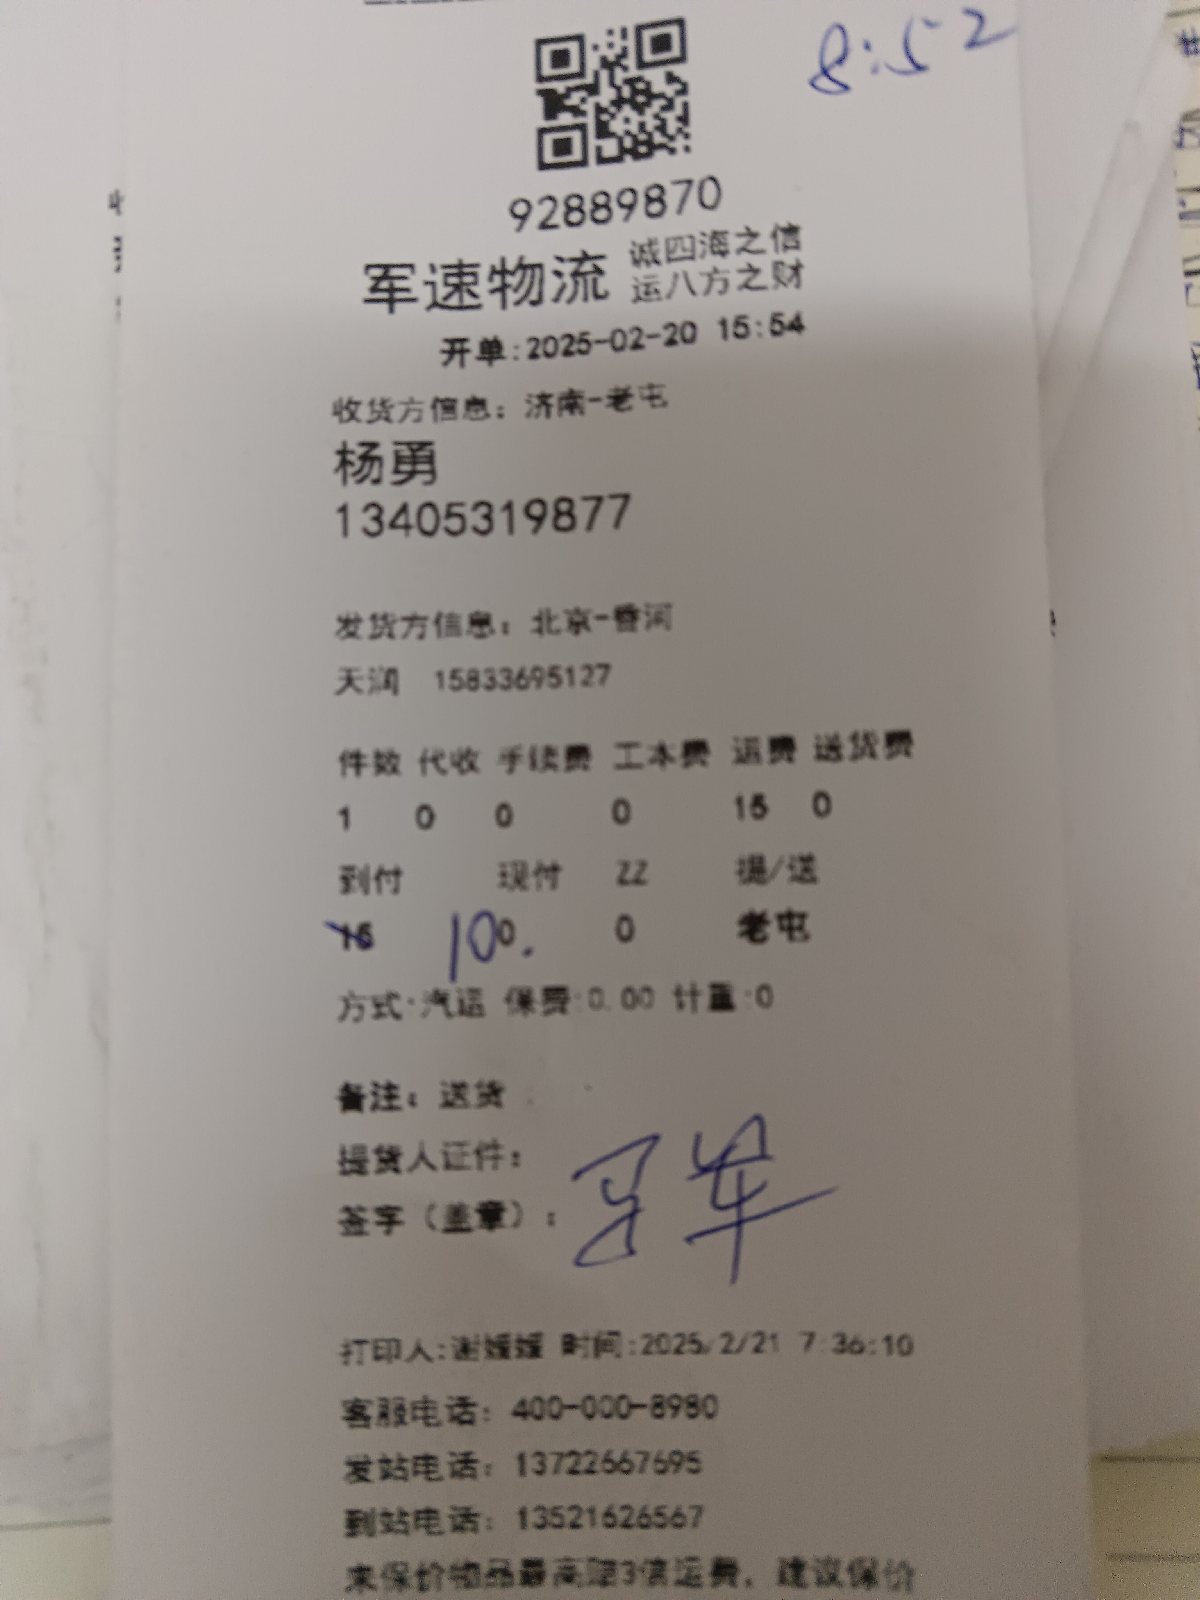 8:52
92889870
军速物流 诚四海之信
运八方之财
开单:2025-02-20 15:54
收货方信息：济南-老屯
杨勇
13405319877
发货方信息：北京-香河
天润 15833695127
件数 代收 手续费 工本费 运费 送货费
1 0 0 0 15 0
到付 现付 ZZ 提/送
15 10. 0 0 老屯
方式:汽运 保费:0.00 计重:0
备注：送货
提货人证件：
签字（盖章）：
打印人:谢媛媛 时间:2025/2/21 7:36:10
客服电话：400-000-8980
发站电话：13722667695
到站电话：13521626567
未保价物品最高赔3倍运费，建议保价